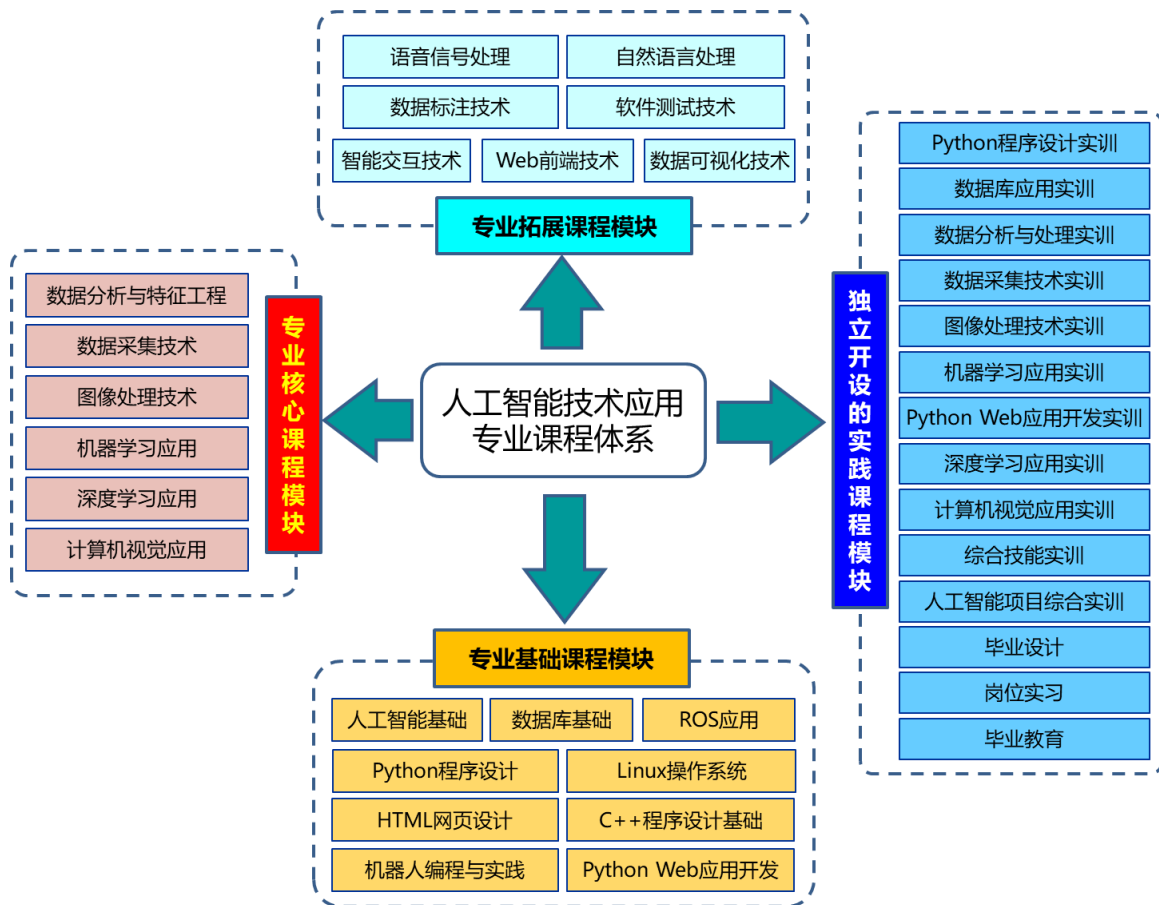 语音信号处理
自然语言处理
数据标注技术
软件测试技术
智能交互技术
Web前端技术
数据可视化技术
专业拓展课程模块
数据分析与特征工程
数据采集技术
图像处理技术
机器学习应用
深度学习应用
计算机视觉应用
专业核心课程模块
人工智能技术应用
专业课程体系
独立开设的实践课程模块
Python程序设计实训
数据库应用实训
数据分析与处理实训
数据采集技术实训
图像处理技术实训
机器学习应用实训
Python Web应用开发实训
深度学习应用实训
计算机视觉应用实训
综合技能实训
人工智能项目综合实训
毕业设计
岗位实习
毕业教育
专业基础课程模块
人工智能基础
数据库基础
ROS应用
Python程序设计
Linux操作系统
HTML网页设计
C++程序设计基础
机器人编程与实践
Python Web应用开发